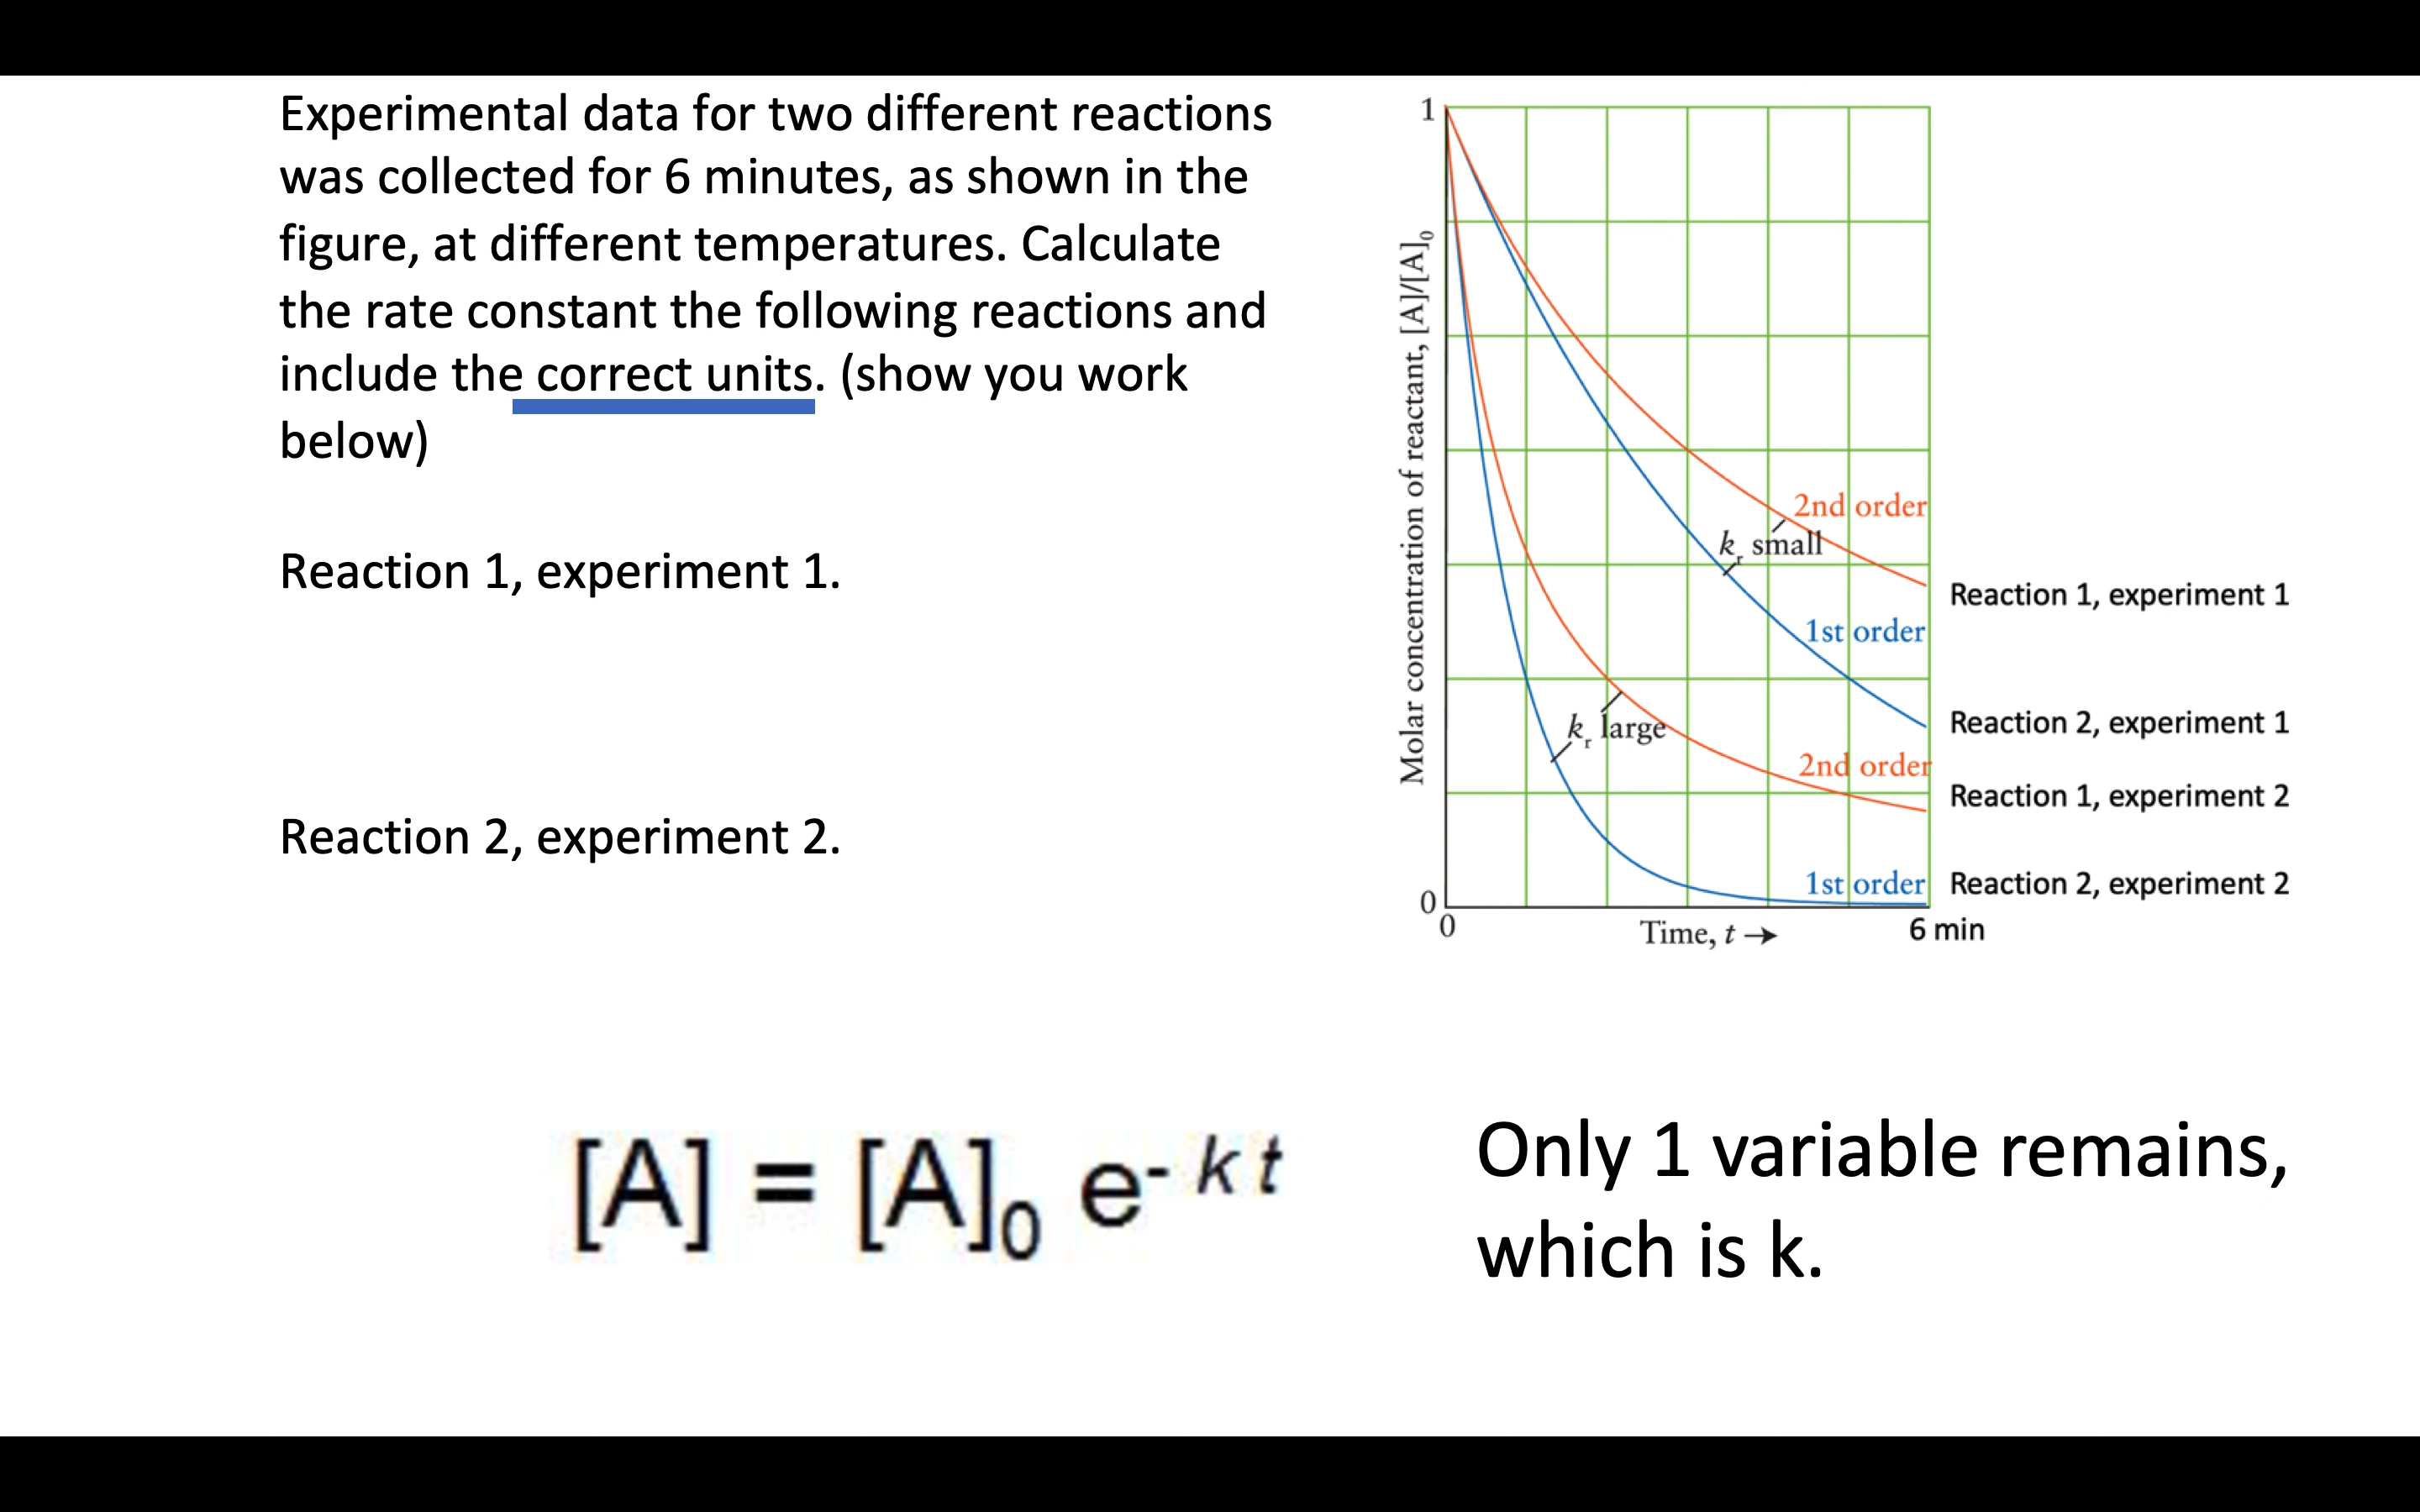 Experimental data for two different reactions
was collected for 6 minutes, as shown in the
figure, at different temperatures. Calculate
the rate constant the following reactions and
include the correct units. (show you work
below)
Reaction 1, experiment 1.
Reaction 2, experiment 2.
1
Molar concentration of reactant, [A]/[A]₀
2nd order
kᵣ small
Reaction 1, experiment 1
1st order
Reaction 2, experiment 1
kᵣ large
2nd order
Reaction 1, experiment 2
1st order
Reaction 2, experiment 2
0
0
Time, t →
6 min
[A] = [A]₀ e⁻ᵏᵗ
Only 1 variable remains,
which is k.